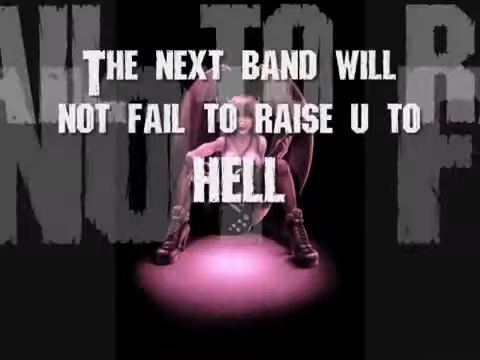 THE NEXT BAND WILL
NOT FAIL TO RAISE U TO
HELL